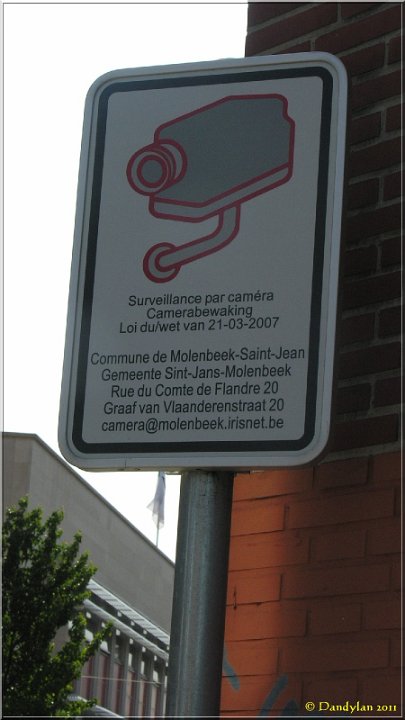 Surveillance par caméra
Camerabewaking
Loi du/wet van 21-03-2007
Commune de Molenbeek-Saint-Jean
Gemeente Sint-Jans-Molenbeek
Rue du Comte de Flandre 20
Graaf van Vlaanderenstraat 20
camera@molenbeek.irisnet.be
© Dandylan 2011